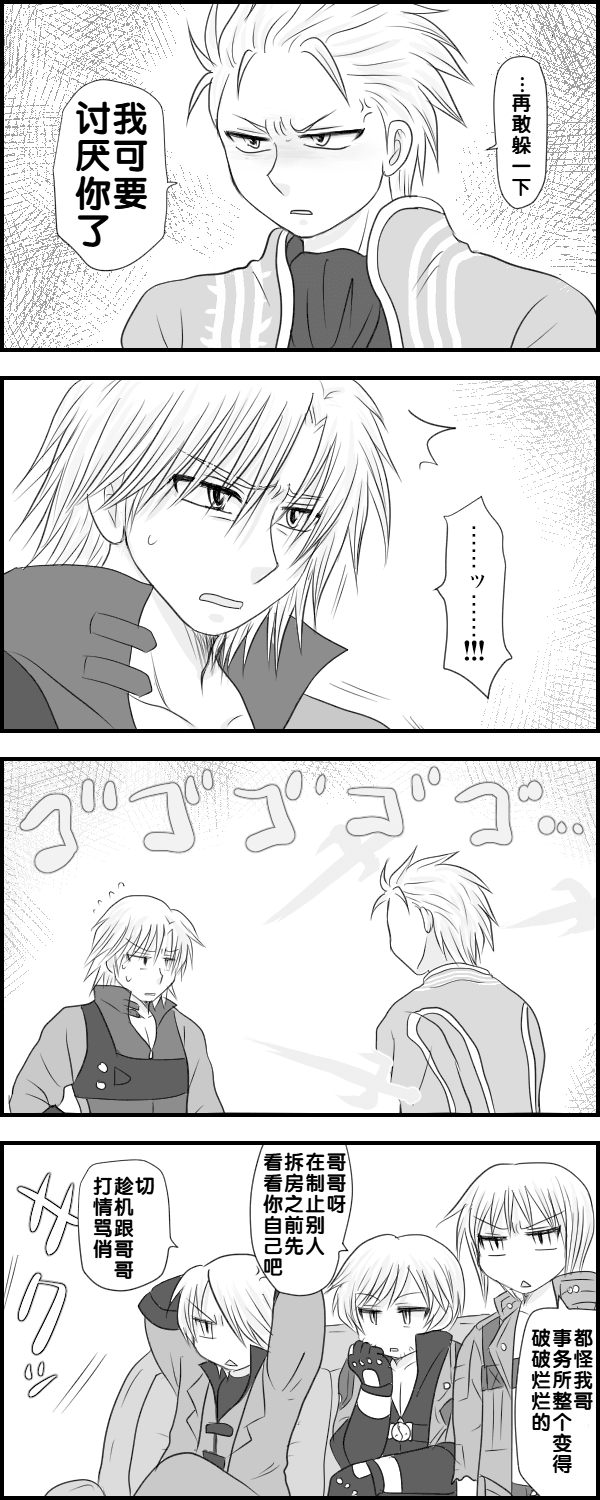 …再敢躲一下
我可要
讨厌你了
……ッ……!!!
ゴゴゴゴゴ…
都怪我哥
事务所整个变得
破破烂烂的
哥哥呀
在制止别人
拆房之前先
看看你自己吧
切
趁机跟哥哥
打情骂俏